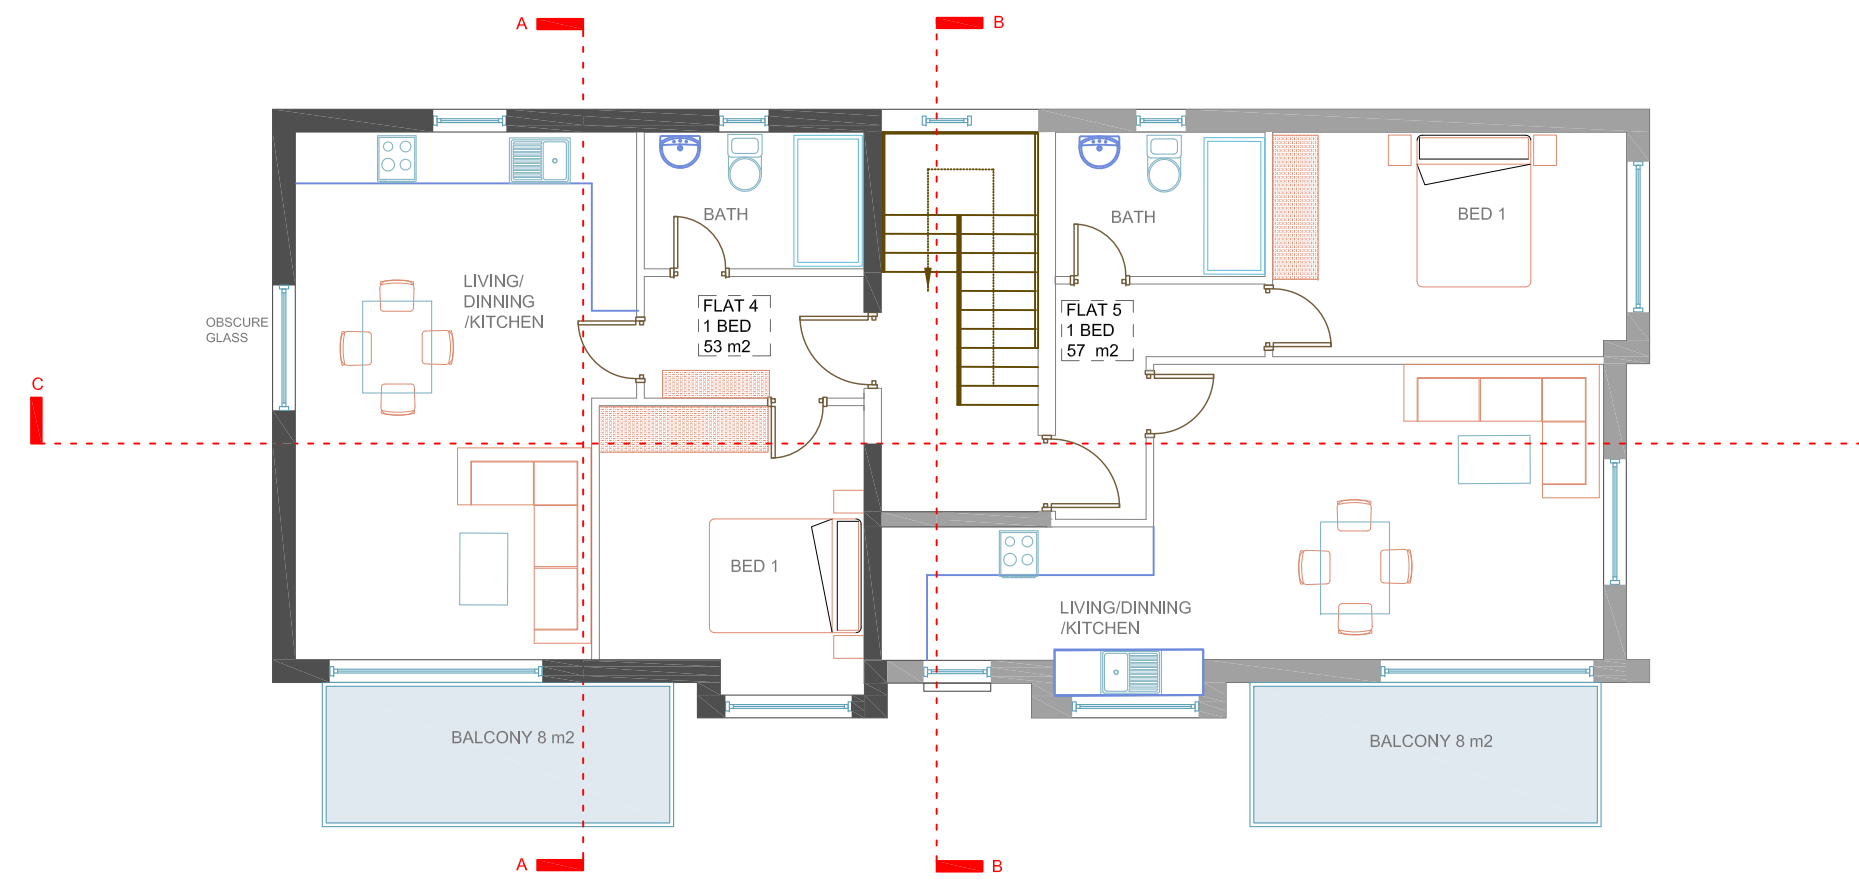 A
B
BATH
BATH
BED 1
LIVING/
DINNING
/KITCHEN
OBSCURE
GLASS
FLAT 4
1 BED
53 m2
FLAT 5
1 BED
57 m2
C
BED 1
LIVING/DINNING
/KITCHEN
BALCONY 8 m2
BALCONY 8 m2
A
B